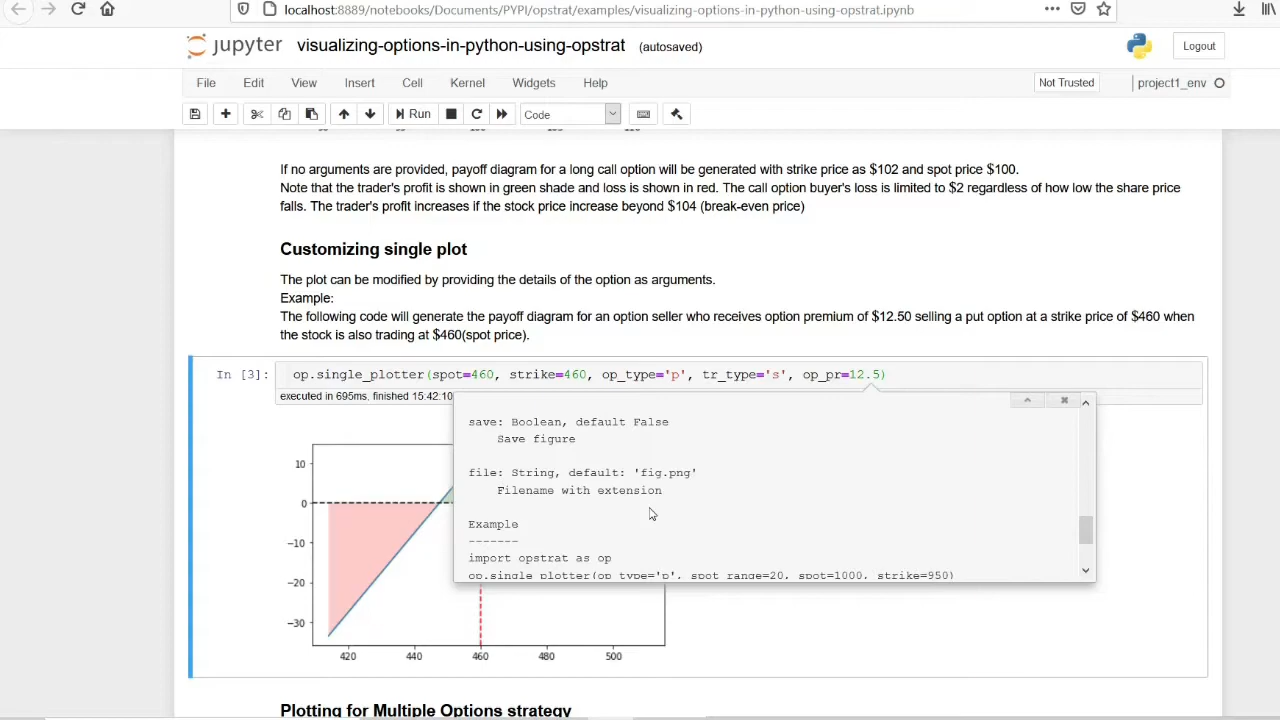 localhost:8889/notebooks/Documents/PYPI/opstrat/examples/visualizing-options-in-python-using-opstrat.ipynb
jupyter visualizing-options-in-python-using-opstrat (autosaved)
Logout
File Edit View Insert Cell Kernel Widgets Help
Not Trusted
project1_env
Run
Code
If no arguments are provided, payoff diagram for a long call option will be generated with strike price as $102 and spot price $100.
Note that the trader's profit is shown in green shade and loss is shown in red. The call option buyer's loss is limited to $2 regardless of how low the share price
falls. The trader's profit increases if the stock price increase beyond $104 (break-even price)
Customizing single plot
The plot can be modified by providing the details of the option as arguments.
Example:
The following code will generate the payoff diagram for an option seller who receives option premium of $12.50 selling a put option at a strike price of $460 when
the stock is also trading at $460(spot price).
In [3]: op.single_plotter(spot=460, strike=460, op_type='p', tr_type='s', op_pr=12.5)
executed in 695ms, finished 15:42:10
save: Boolean, default False
Save figure
file: String, default: 'fig.png'
Filename with extension
Example
-------
import opstrat as op
op.single_plotter(op_type='p', spot_range=20, spot=1000, strike=950)
10
0
−10
−20
−30
420 440 460 480 500
Plotting for Multiple Options strategy